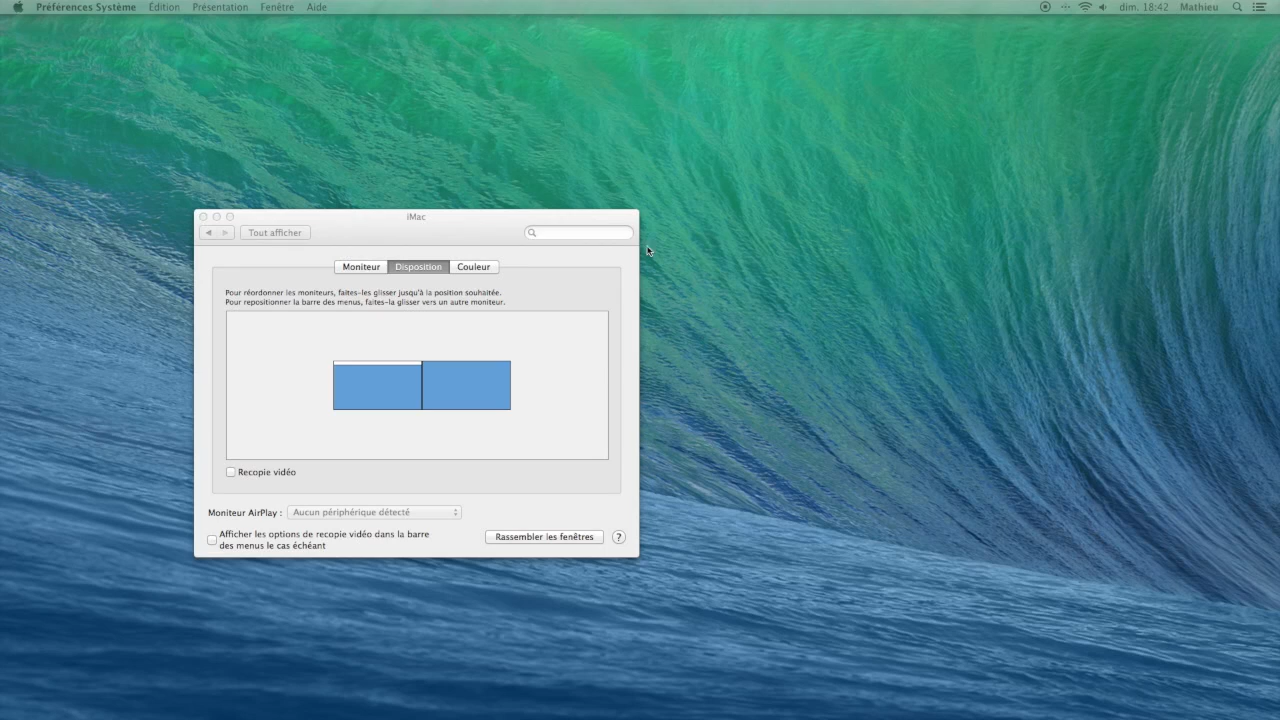 Préférences Système Édition Présentation Fenêtre Aide dim. 18:42 Mathieu
iMac
Tout afficher
Moniteur Disposition Couleur
Pour réordonner les moniteurs, faites-les glisser jusqu'à la position souhaitée.
Pour repositionner la barre des menus, faites-la glisser vers un autre moniteur.
Recopie vidéo
Moniteur AirPlay : Aucun périphérique détecté
Afficher les options de recopie vidéo dans la barre
des menus le cas échéant
Rassembler les fenêtres ?